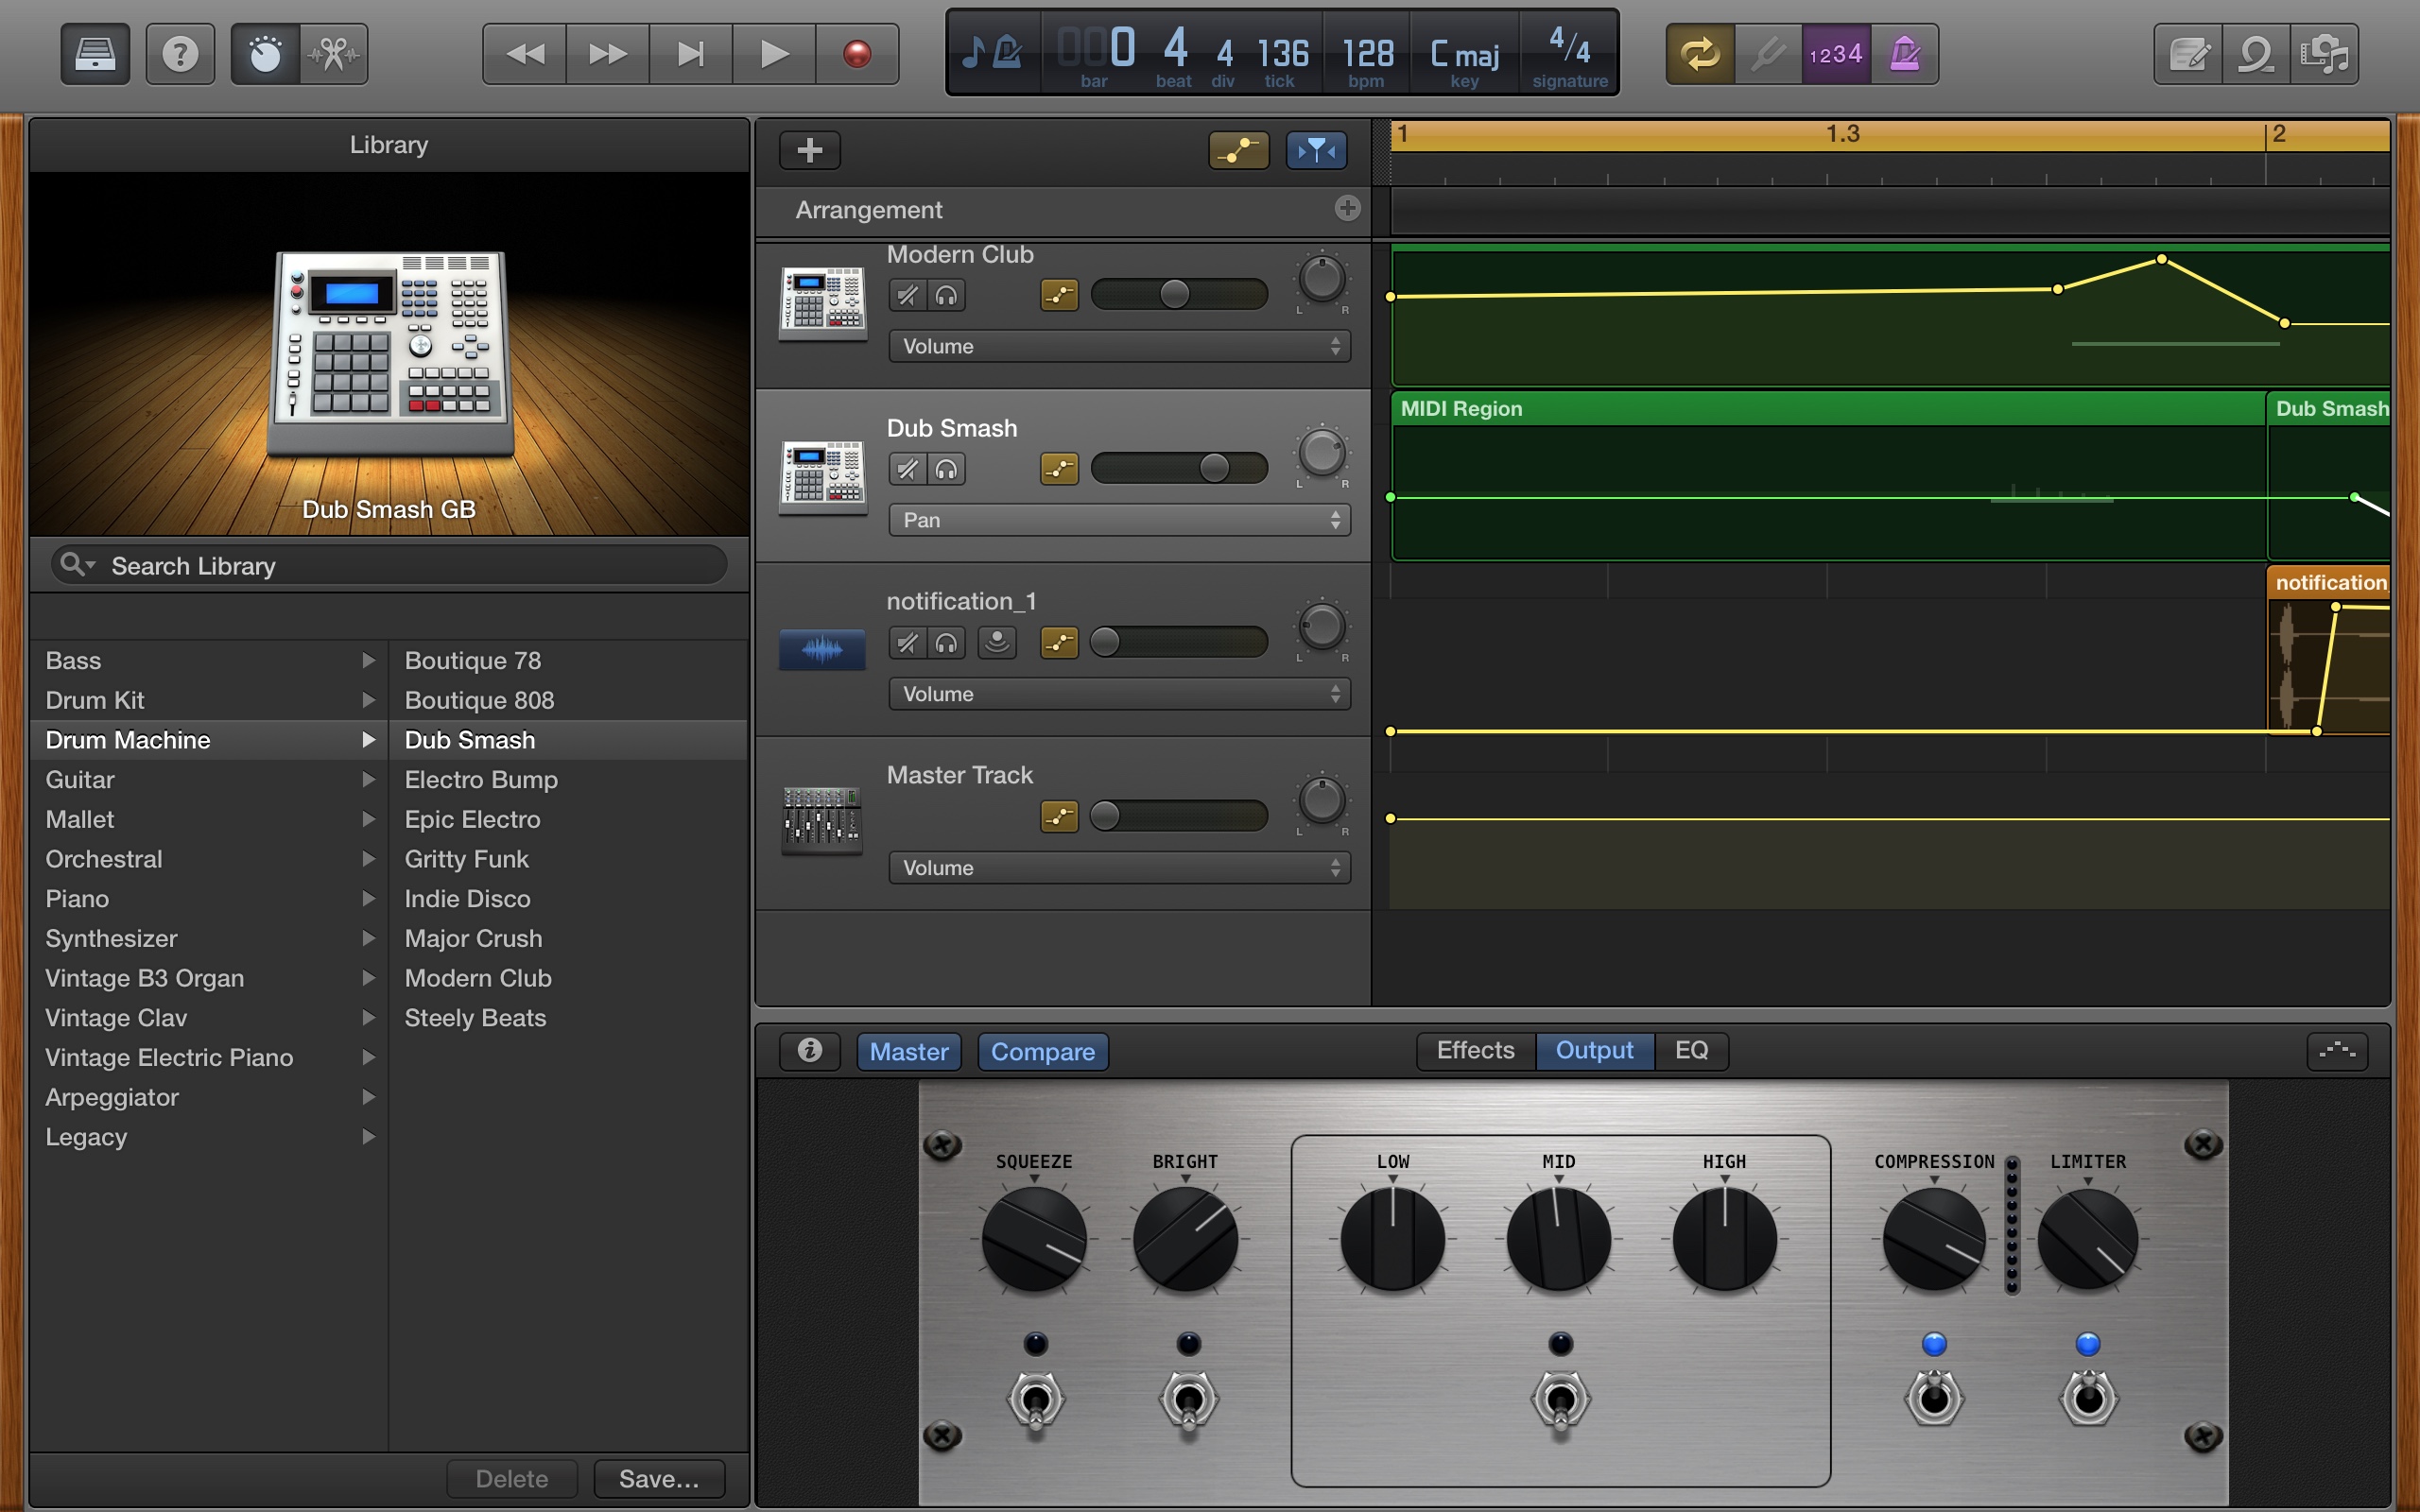 000 4 4 136 128 C maj 4/4
bar beat div tick bpm key signature
1234
Library
Dub Smash GB
Search Library
Bass
Drum Kit
Drum Machine
Guitar
Mallet
Orchestral
Piano
Synthesizer
Vintage B3 Organ
Vintage Clav
Vintage Electric Piano
Arpeggiator
Legacy
Boutique 78
Boutique 808
Dub Smash
Electro Bump
Epic Electro
Gritty Funk
Indie Disco
Major Crush
Modern Club
Steely Beats
Delete Save...
1 1.3 2
Arrangement
Modern Club
L R
Volume
MIDI Region Dub Smash
Dub Smash
L R
Pan
notification_1
notification_
L R
Volume
Master Track
L R
Volume
Master Compare Effects Output EQ
SQUEEZE BRIGHT LOW MID HIGH COMPRESSION LIMITER